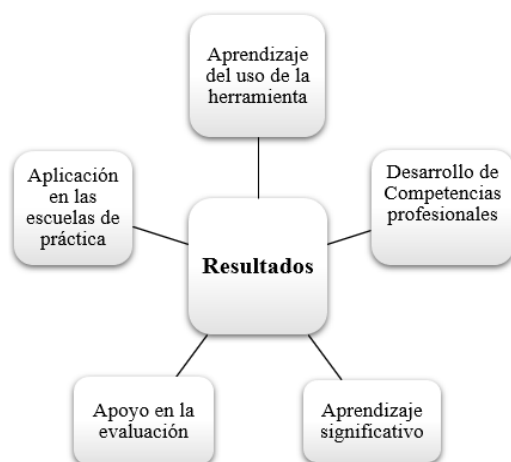 Aprendizaje
del uso de la
herramienta
Aplicación
en las
escuelas de
práctica
Desarrollo de
Competencias
profesionales
Resultados
Apoyo en la
evaluación
Aprendizaje
significativo